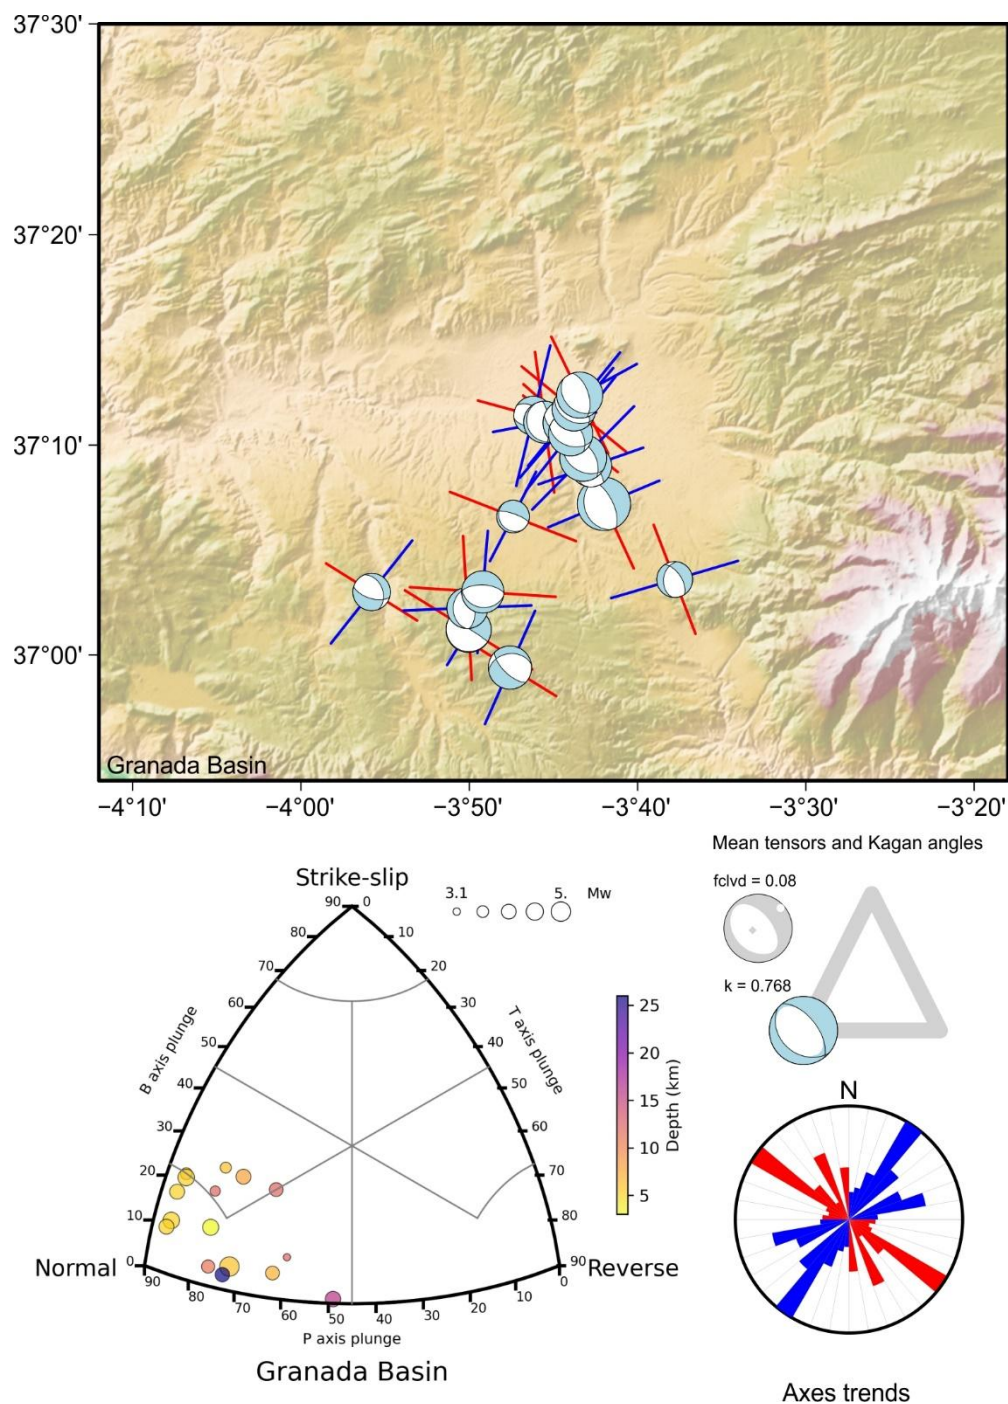 37°30'
37°20'
37°10'
37°00'
Granada Basin
−4°10' −4°00' −3°50' −3°40' −3°30' −3°20'
Mean tensors and Kagan angles
fclvd = 0.08
k = 0.768
Strike-slip
3.1 5. Mw
90 0
80 10
70 20
60 30
50 40
40 50
30 60
20 70
10 80
0 90
B axis plunge
T axis plunge
Normal
Reverse
90 80 70 60 50 40 30 20 10 0
P axis plunge
Granada Basin
25
20
15
10
5
Depth (km)
N
Axes trends